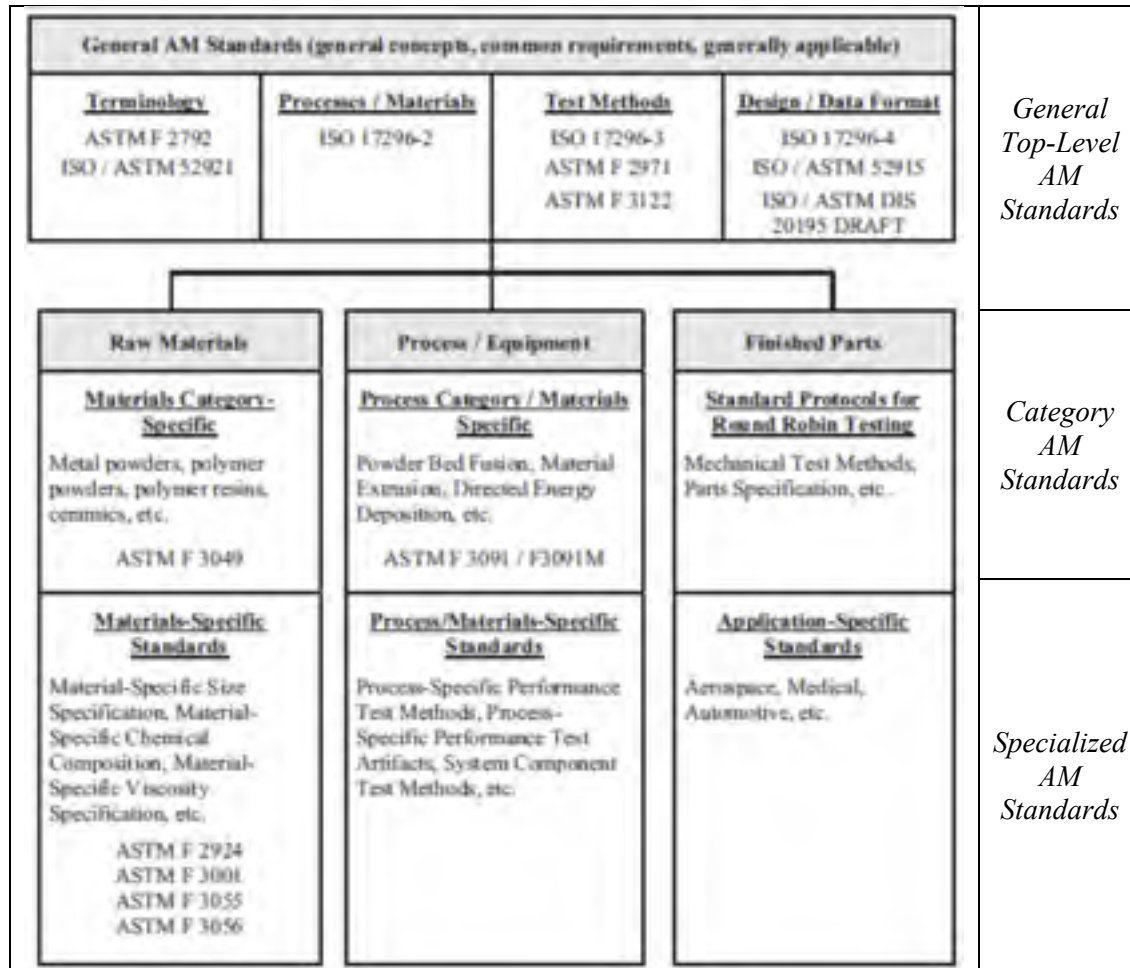 General AM Standards (general concepts, common requirements, generally applicable)
Terminology
ASTM F 2792
ISO / ASTM 52921
Processes / Materials
ISO 17296-2
Test Methods
ISO 17296-3
ASTM F 2971
ASTM F 3122
Design / Data Format
ISO 17296-4
ISO / ASTM 52915
ISO / ASTM DIS
20195 DRAFT
General
Top-Level
AM
Standards
Raw Materials
Materials Category-
Specific
Metal powders, polymer
powders, polymer resins,
ceramics, etc.
ASTM F 3049
Process / Equipment
Process Category / Materials
Specific
Powder Bed Fusion, Material
Extrusion, Directed Energy
Deposition, etc.
ASTM F 3091 / F3091M
Finished Parts
Standard Protocols for
Round Robin Testing
Mechanical Test Methods,
Parts Specification, etc.
Category
AM
Standards
Materials-Specific
Standards
Material-Specific Size
Specification, Material-
Specific Chemical
Composition, Material-
Specific Viscosity
Specification, etc.
ASTM F 2924
ASTM F 3001
ASTM F 3055
ASTM F 3056
Process/Materials-Specific
Standards
Process-Specific Performance
Test Methods, Process-
Specific Performance Test
Artifacts, System Component
Test Methods, etc.
Application-Specific
Standards
Aerospace, Medical,
Automotive, etc.
Specialized
AM
Standards